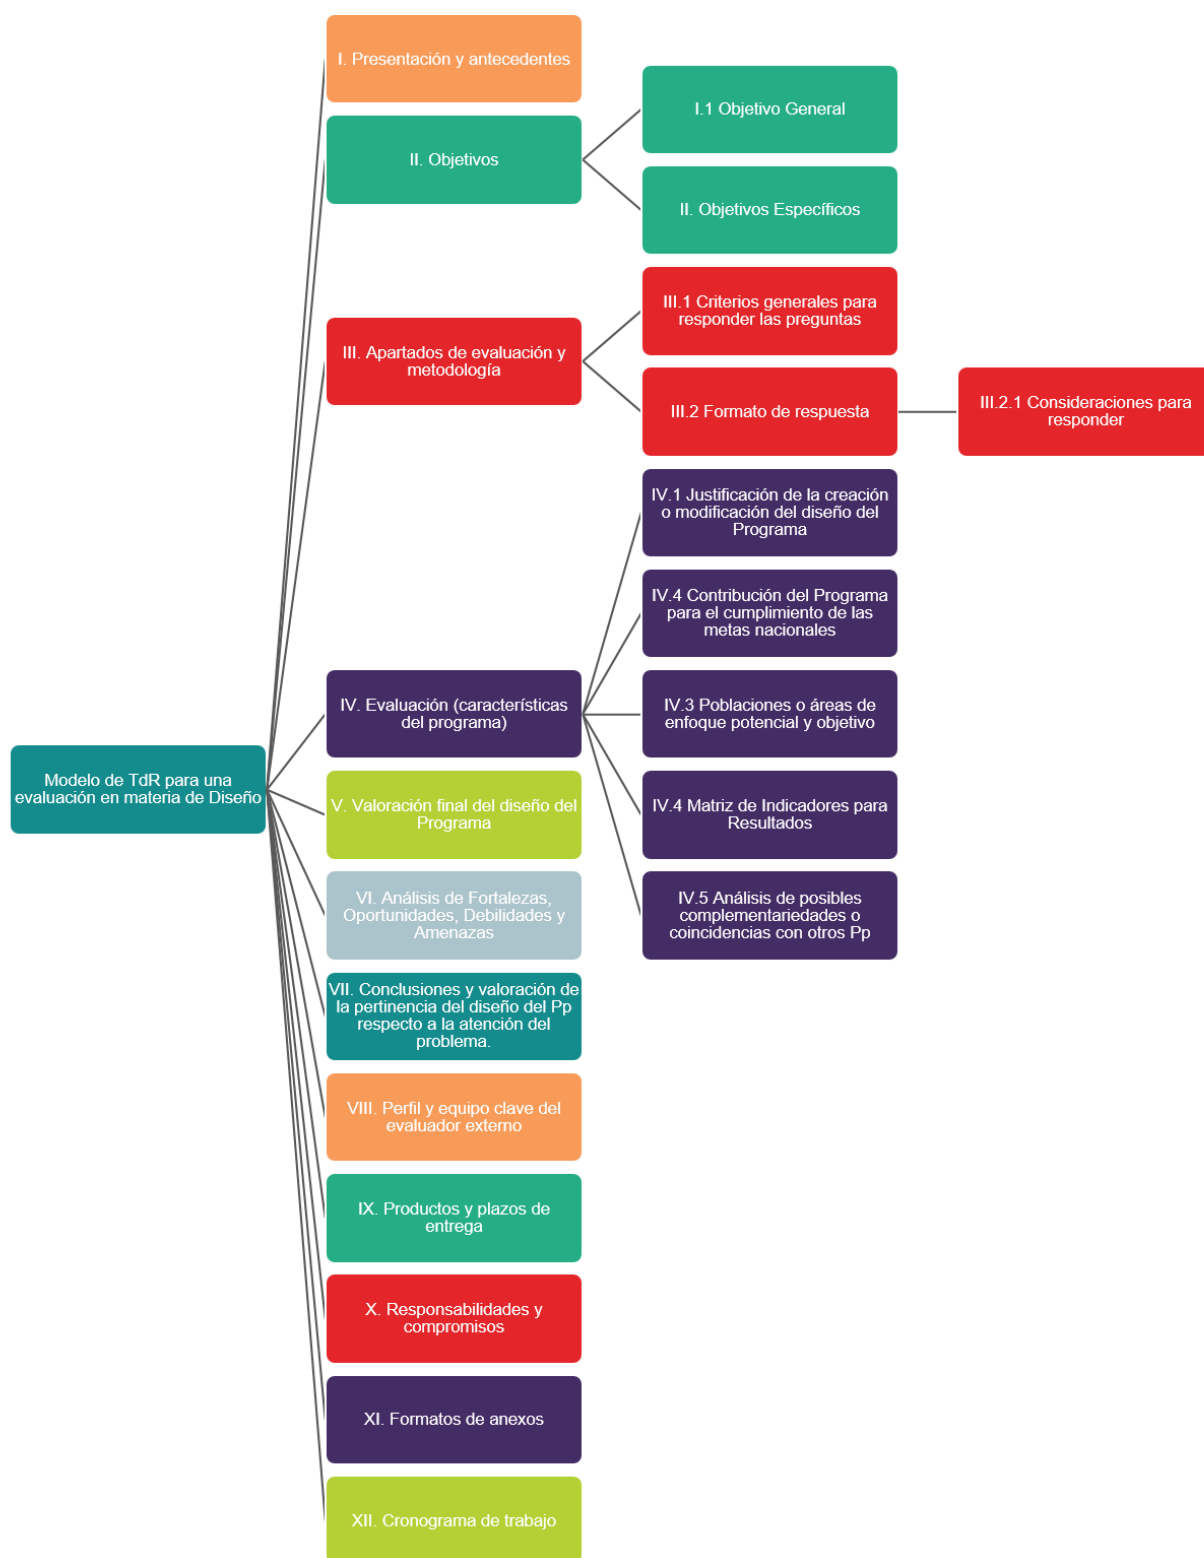 Modelo de TdR para una
evaluación en materia de Diseño
I. Presentación y antecedentes
II. Objetivos
I.1 Objetivo General
II. Objetivos Específicos
III. Apartados de evaluación y
metodología
III.1 Criterios generales para
responder las preguntas
III.2 Formato de respuesta
III.2.1 Consideraciones para
responder
IV. Evaluación (características
del programa)
IV.1 Justificación de la creación
o modificación del diseño del
Programa
IV.4 Contribución del Programa
para el cumplimiento de las
metas nacionales
IV.3 Poblaciones o áreas de
enfoque potencial y objetivo
IV.4 Matriz de Indicadores para
Resultados
IV.5 Análisis de posibles
complementariedades o
coincidencias con otros Pp
V. Valoración final del diseño del
Programa
VI. Análisis de Fortalezas,
Oportunidades, Debilidades y
Amenazas
VII. Conclusiones y valoración de
la pertinencia del diseño del Pp
respecto a la atención del
problema.
VIII. Perfil y equipo clave del
evaluador externo
IX. Productos y plazos de
entrega
X. Responsabilidades y
compromisos
XI. Formatos de anexos
XII. Cronograma de trabajo